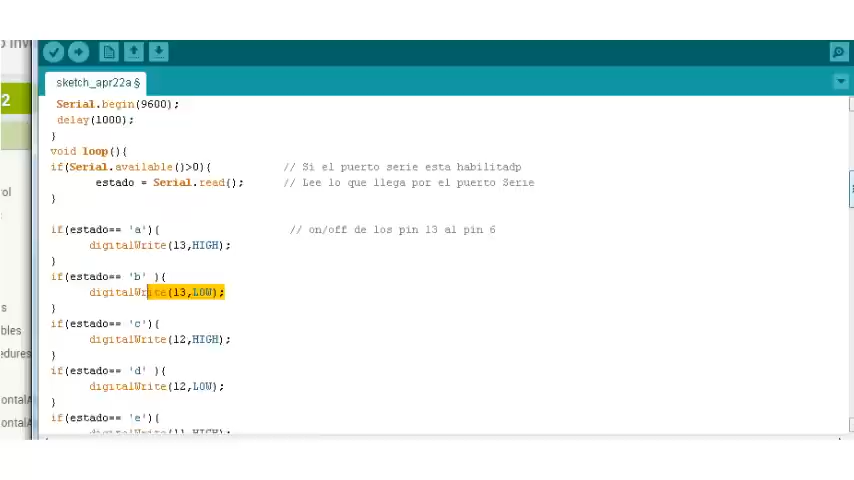 2
sketch_apr22a §
Serial.begin(9600);
delay(1000);
}
void loop(){
if(Serial.available()>0){ // Si el puerto serie esta habilitadp
estado = Serial.read(); // Lee lo que llega por el puerto Serie
}
if(estado== 'a'){ // on/off de los pin 13 al pin 6
digitalWrite(13,HIGH);
}
if(estado== 'b' ){
digitalWrite(13,LOW);
}
if(estado== 'c'){
digitalWrite(12,HIGH);
}
if(estado== 'd' ){
digitalWrite(12,LOW);
}
if(estado== 'e'){
digitalWrite(11,HIGH);